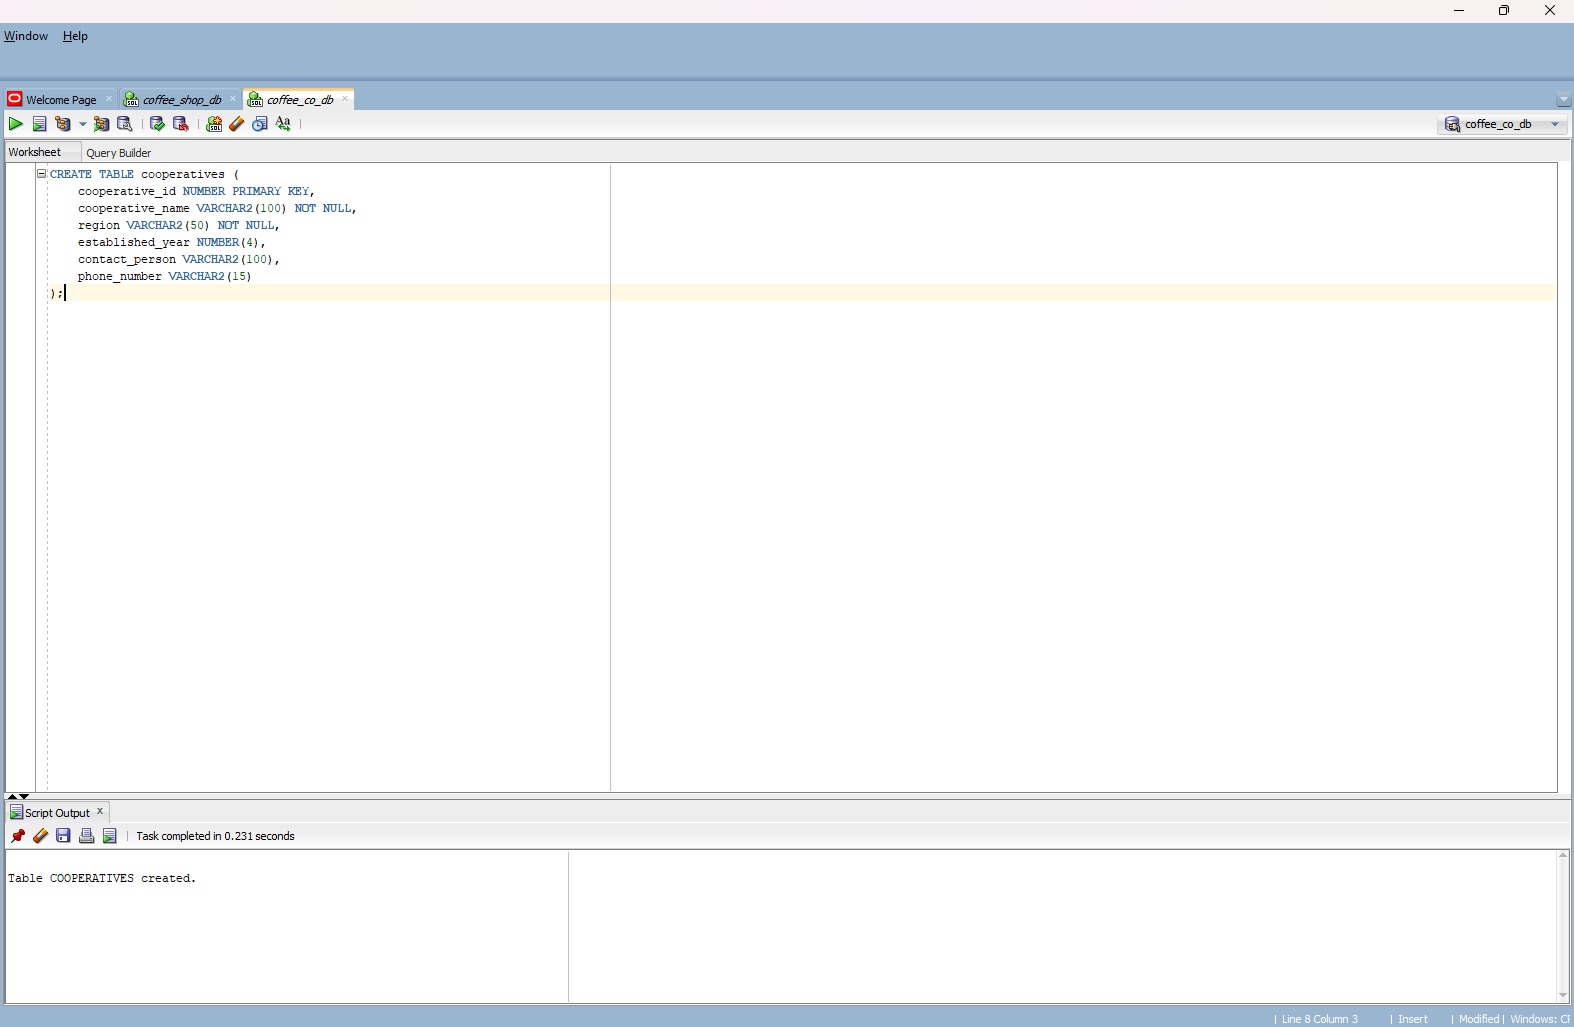 Window Help
Welcome Page coffee_shop_db coffee_co_db
coffee_co_db
Worksheet Query Builder
CREATE TABLE cooperatives (
    cooperative_id NUMBER PRIMARY KEY,
    cooperative_name VARCHAR2(100) NOT NULL,
    region VARCHAR2(50) NOT NULL,
    established_year NUMBER(4),
    contact_person VARCHAR2(100),
    phone_number VARCHAR2(15)
);
Script Output
Task completed in 0.231 seconds
Table COOPERATIVES created.
| Line 8 Column 3 | Insert | Modified | Windows: CF